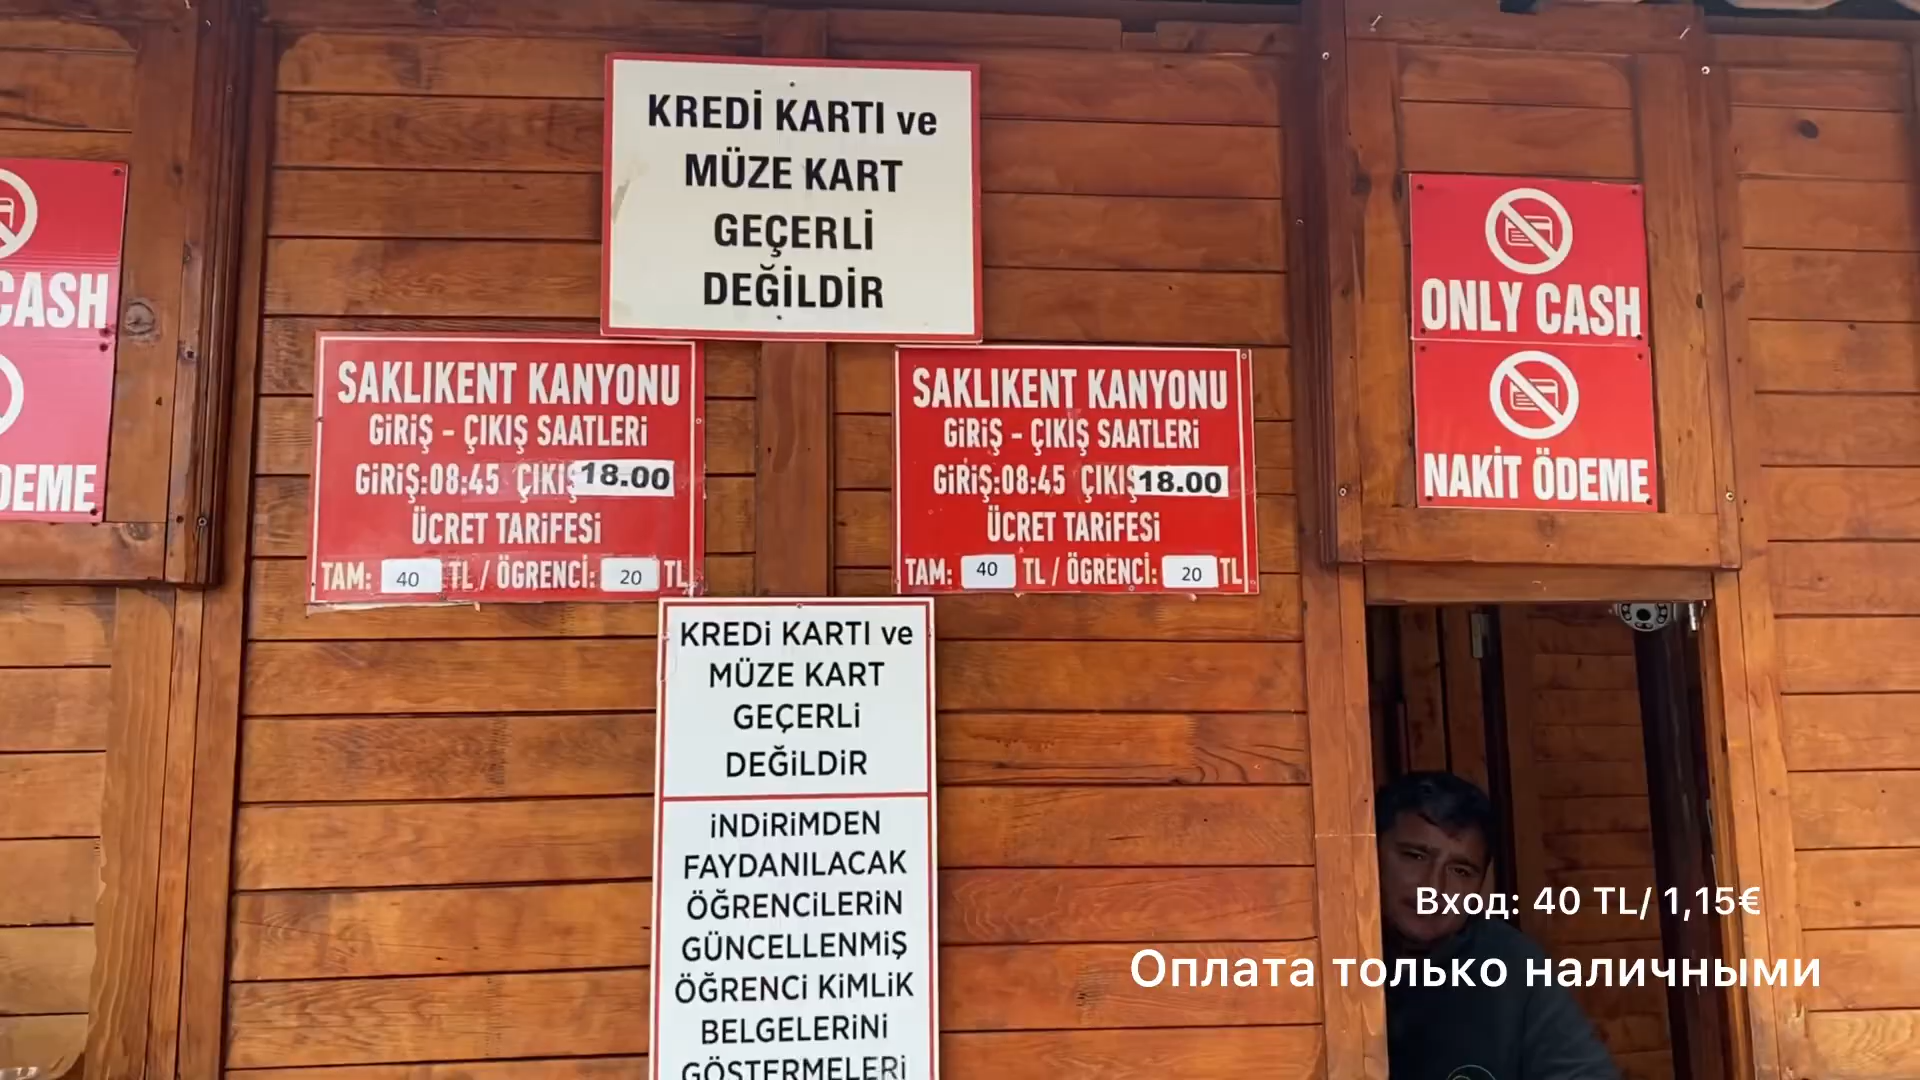 KREDİ KARTI ve
MÜZE KART
GEÇERLİ
DEĞİLDİR
CASH
DEME
SAKLIKENT KANYONU
GİRİŞ - ÇIKIŞ SAATLERİ
GİRİŞ:08:45 ÇIKIŞ 18.00
ÜCRET TARİFESİ
TAM: 40 TL / ÖĞRENCİ: 20 TL
SAKLIKENT KANYONU
GİRİŞ - ÇIKIŞ SAATLERİ
GİRİŞ:08:45 ÇIKIŞ 18.00
ÜCRET TARİFESİ
TAM: 40 TL / ÖĞRENCİ: 20 TL
ONLY CASH
NAKİT ÖDEME
KREDİ KARTI ve
MÜZE KART
GEÇERLİ
DEĞİLDİR
İNDİRİMDEN
FAYDANILACAK
ÖĞRENCİLERİN
GÜNCELLENMİŞ
ÖĞRENCİ KİMLİK
BELGELERİNİ
GÖSTERMELERİ
Вход: 40 TL/ 1,15€
Оплата только наличными